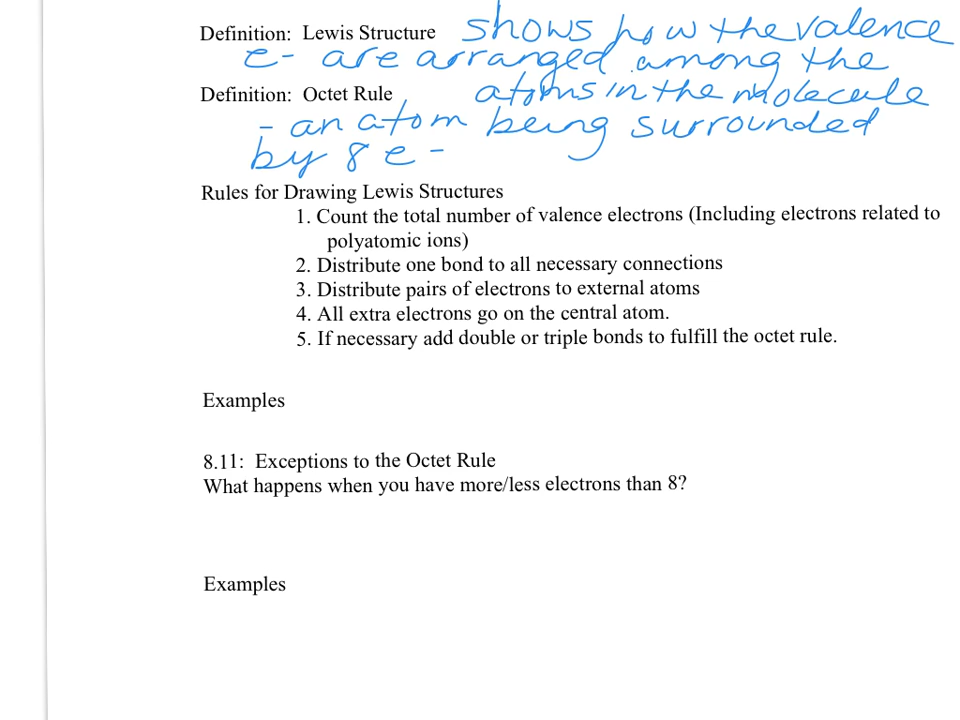 Definition: Lewis Structure shows how the valence
e- are arranged among the
Definition: Octet Rule atoms in the molecule
- an atom being surrounded
by 8 e-
Rules for Drawing Lewis Structures
1. Count the total number of valence electrons (Including electrons related to
polyatomic ions)
2. Distribute one bond to all necessary connections
3. Distribute pairs of electrons to external atoms
4. All extra electrons go on the central atom.
5. If necessary add double or triple bonds to fulfill the octet rule.
Examples
8.11: Exceptions to the Octet Rule
What happens when you have more/less electrons than 8?
Examples